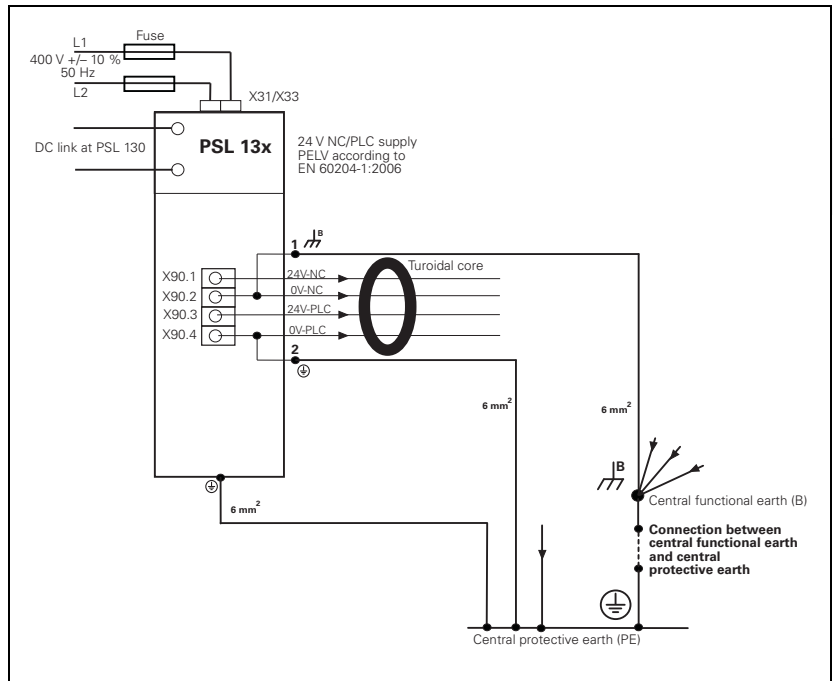 L1
Fuse
400 V +/– 10 %
50 Hz
L2
X31/X33
DC link at PSL 130
PSL 13x
24 V NC/PLC supply
PELV according to
EN 60204-1:2006
1
B
Turoidal core
X90.1
24V-NC
X90.2
0V-NC
X90.3
24V-PLC
X90.4
0V-PLC
2
6 mm²
6 mm²
B
Central functional earth (B)
6 mm²
Connection between
central functional earth
and central
protective earth
Central protective earth (PE)